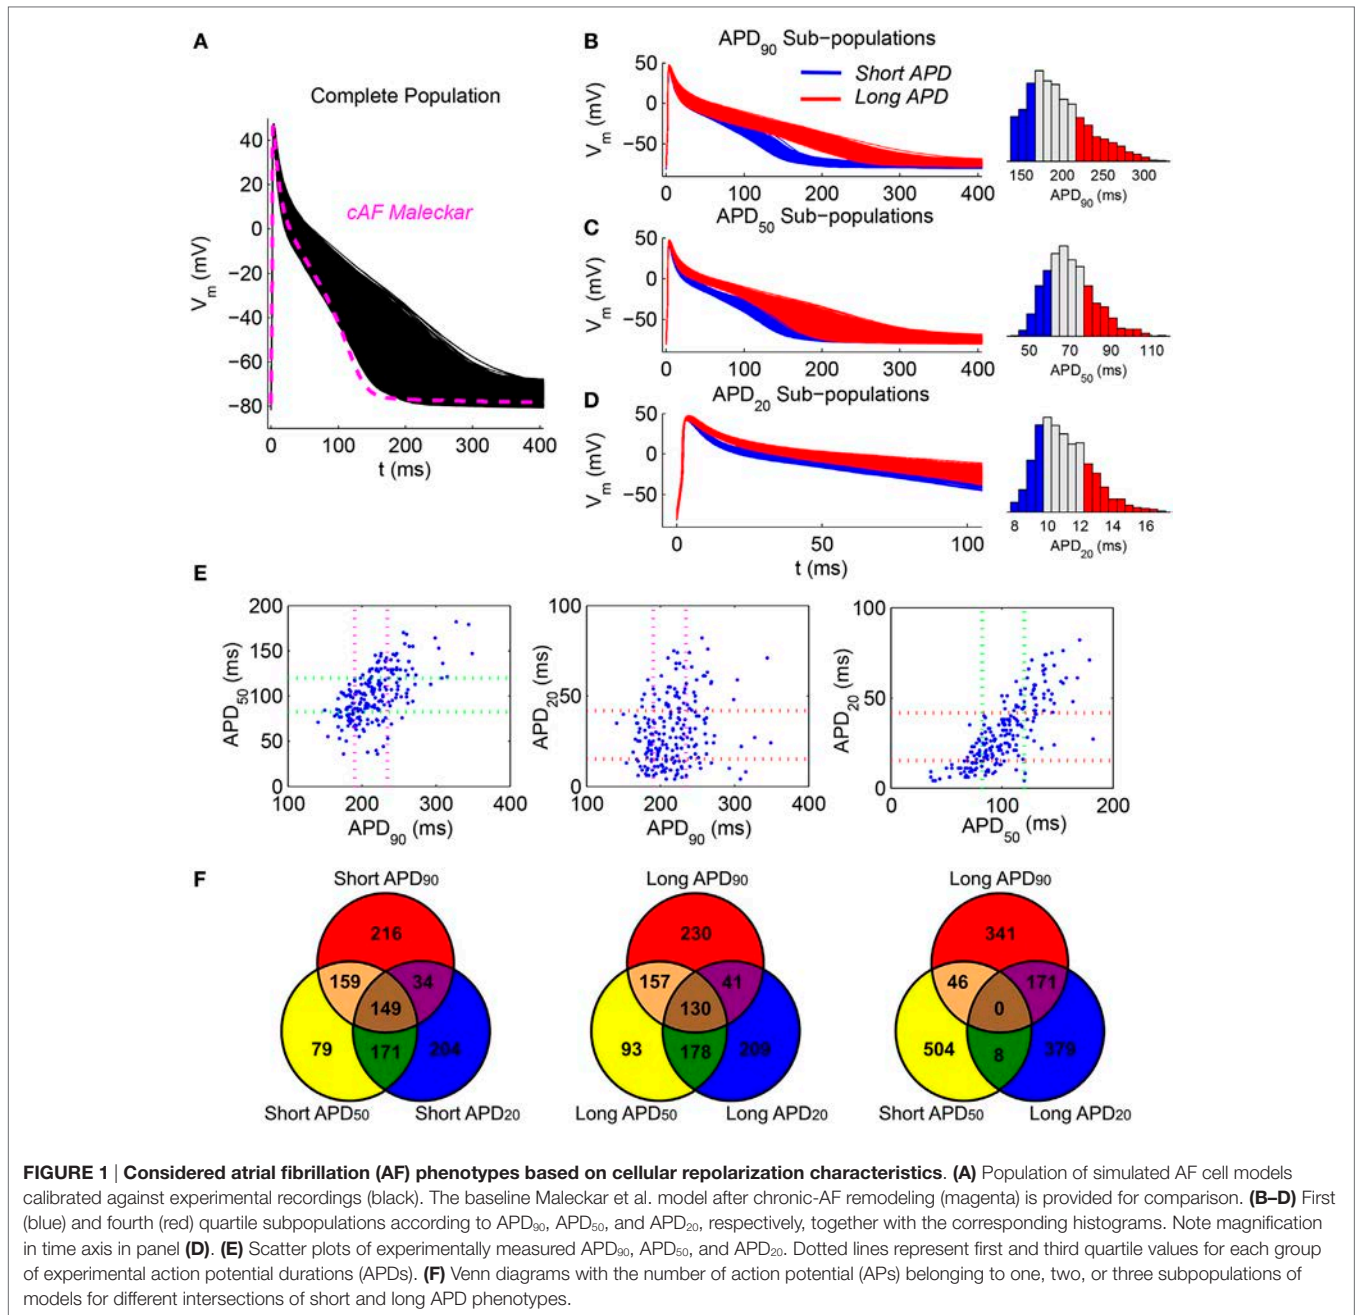 A
Complete Population
cAF Maleckar
40
20
0
−20
−40
−60
−80
Vm (mV)
0 100 200 300 400
t (ms)
B
APD90 Sub−populations
Short APD
Long APD
50
0
−50
Vm (mV)
0 100 200 300 400
150 200 250 300
APD90 (ms)
C
APD50 Sub−populations
50
0
−50
Vm (mV)
0 100 200 300 400
50 70 90 110
APD50 (ms)
D
APD20 Sub−populations
50
0
−50
Vm (mV)
0 50 100
t (ms)
8 10 12 14 16
APD20 (ms)
E
200
150
100
50
0
APD50 (ms)
100 200 300 400
APD90 (ms)
100
50
0
APD20 (ms)
100 200 300 400
APD90 (ms)
100
50
0
APD20 (ms)
0 100 200
APD50 (ms)
F
Short APD90
216
159 34
149
79 171 204
Short APD50 Short APD20
Long APD90
230
157 41
130
93 178 209
Long APD50 Long APD20
Long APD90
341
46 171
0
504 8 379
Short APD50 Long APD20
FIGURE 1 | Considered atrial fibrillation (AF) phenotypes based on cellular repolarization characteristics. (A) Population of simulated AF cell models
calibrated against experimental recordings (black). The baseline Maleckar et al. model after chronic-AF remodeling (magenta) is provided for comparison. (B–D) First
(blue) and fourth (red) quartile subpopulations according to APD90, APD50, and APD20, respectively, together with the corresponding histograms. Note magnification
in time axis in panel (D). (E) Scatter plots of experimentally measured APD90, APD50, and APD20. Dotted lines represent first and third quartile values for each group
of experimental action potential durations (APDs). (F) Venn diagrams with the number of action potential (APs) belonging to one, two, or three subpopulations of
models for different intersections of short and long APD phenotypes.